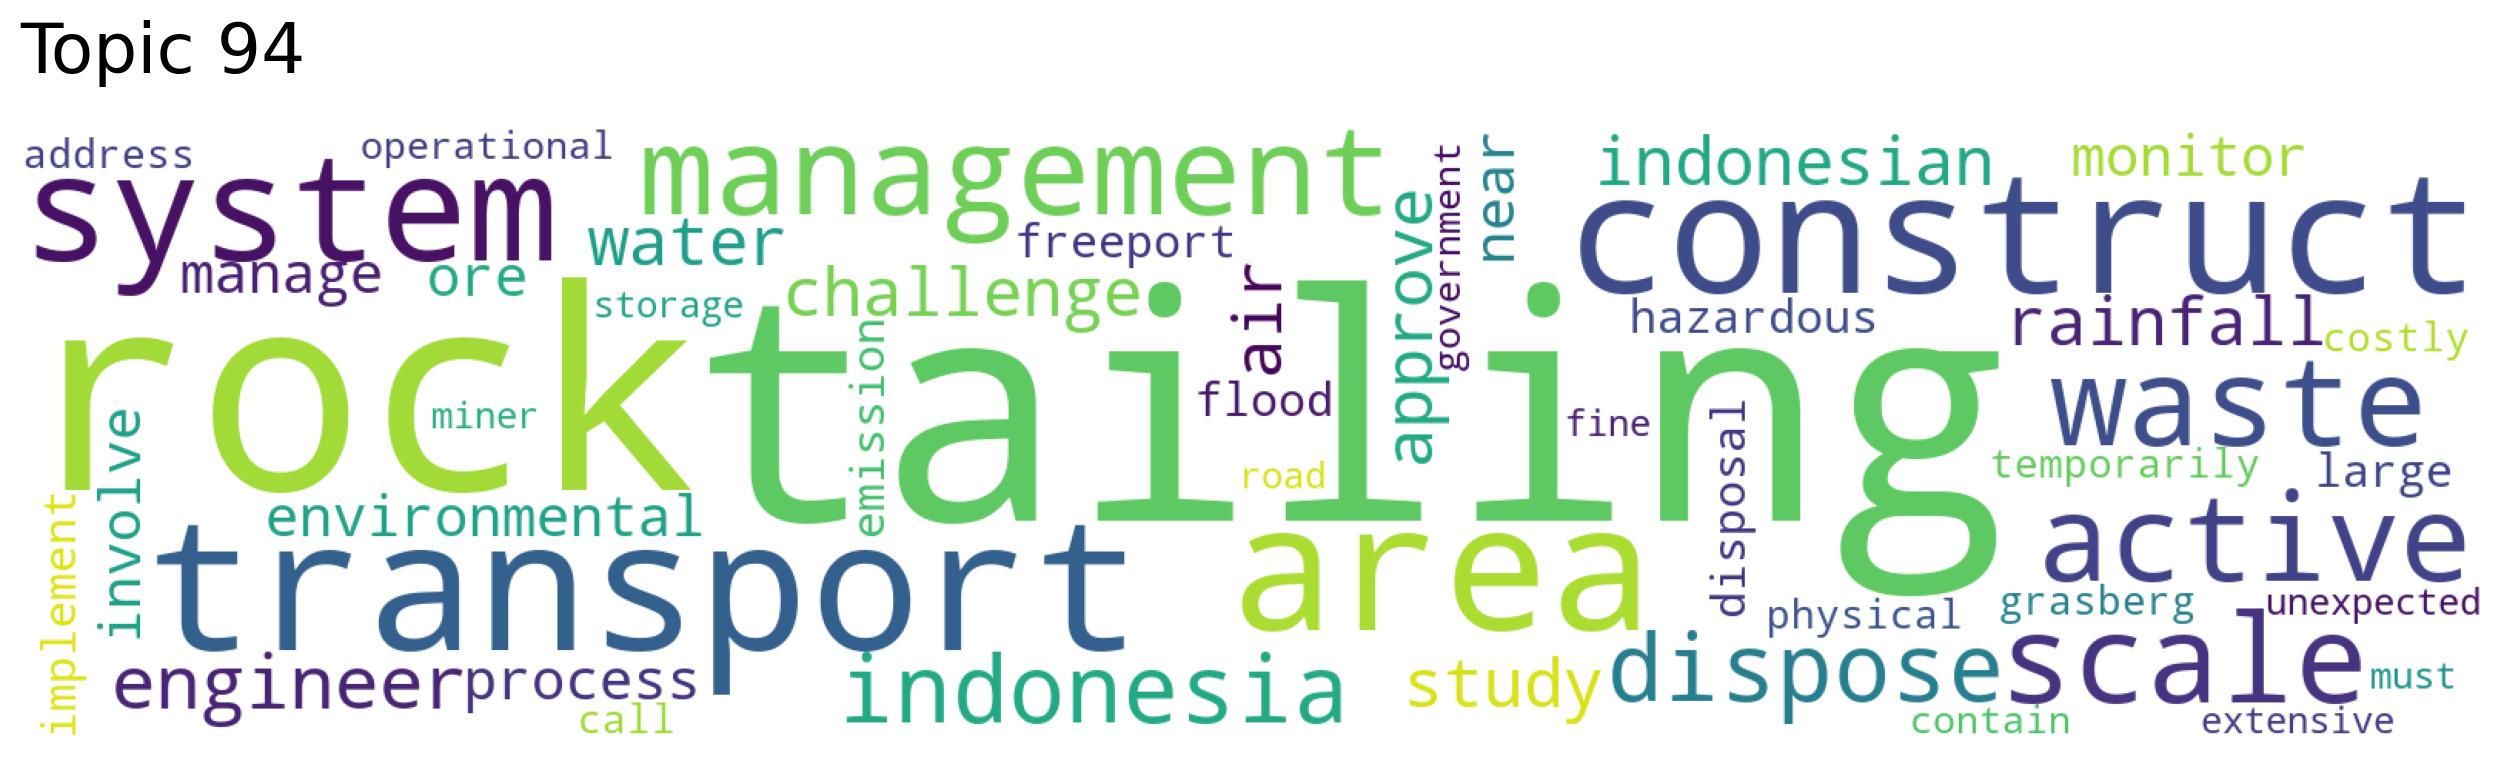 Topic 94
address
operational
management
indonesian
monitor
system
construct
near
government
approve
water
freeport
manage
ore
challenge
storage
air
hazardous
rainfall
costly
rock
tailing
miner
emission
flood
fine
waste
road
disposal
temporarily
large
involve
implement
environmental
active
transport
area
physical
grasberg
unexpected
engineer
process
indonesia
study
dispose
scale
must
call
contain
extensive